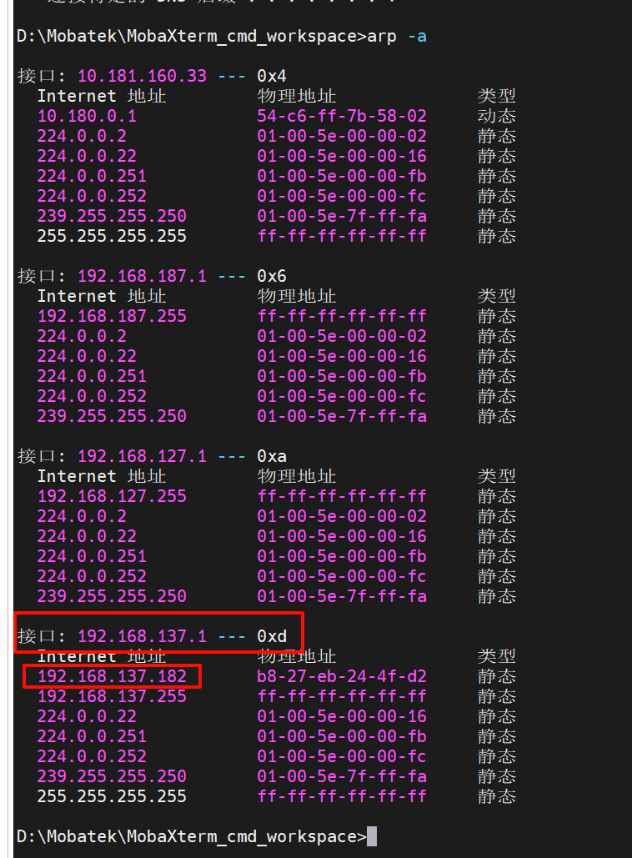 D:\Mobatek\MobaXterm_cmd_workspace>arp -a
接口: 10.181.160.33 --- 0x4
Internet 地址 物理地址 类型
10.180.0.1 54-c6-ff-7b-58-02 动态
224.0.0.2 01-00-5e-00-00-02 静态
224.0.0.22 01-00-5e-00-00-16 静态
224.0.0.251 01-00-5e-00-00-fb 静态
224.0.0.252 01-00-5e-00-00-fc 静态
239.255.255.250 01-00-5e-7f-ff-fa 静态
255.255.255.255 ff-ff-ff-ff-ff-ff 静态
接口: 192.168.187.1 --- 0x6
Internet 地址 物理地址 类型
192.168.187.255 ff-ff-ff-ff-ff-ff 静态
224.0.0.2 01-00-5e-00-00-02 静态
224.0.0.22 01-00-5e-00-00-16 静态
224.0.0.251 01-00-5e-00-00-fb 静态
224.0.0.252 01-00-5e-00-00-fc 静态
239.255.255.250 01-00-5e-7f-ff-fa 静态
接口: 192.168.127.1 --- 0xa
Internet 地址 物理地址 类型
192.168.127.255 ff-ff-ff-ff-ff-ff 静态
224.0.0.2 01-00-5e-00-00-02 静态
224.0.0.22 01-00-5e-00-00-16 静态
224.0.0.251 01-00-5e-00-00-fb 静态
224.0.0.252 01-00-5e-00-00-fc 静态
239.255.255.250 01-00-5e-7f-ff-fa 静态
接口: 192.168.137.1 --- 0xd
Internet 地址 物理地址 类型
192.168.137.182 b8-27-eb-24-4f-d2 静态
192.168.137.255 ff-ff-ff-ff-ff-ff 静态
224.0.0.22 01-00-5e-00-00-16 静态
224.0.0.251 01-00-5e-00-00-fb 静态
224.0.0.252 01-00-5e-00-00-fc 静态
239.255.255.250 01-00-5e-7f-ff-fa 静态
255.255.255.255 ff-ff-ff-ff-ff-ff 静态
D:\Mobatek\MobaXterm_cmd_workspace>